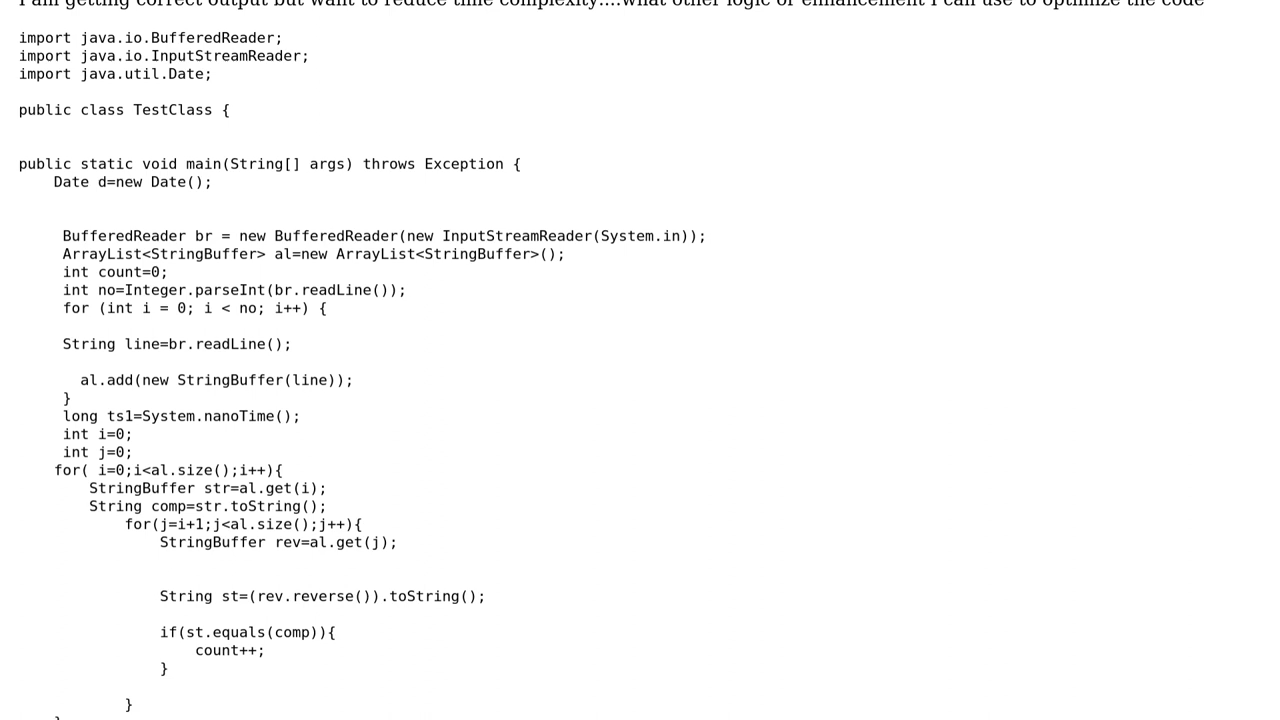 I am getting correct output but want to reduce time complexity....what other logic or enhancement I can use to optimize the code
import java.io.BufferedReader;
import java.io.InputStreamReader;
import java.util.Date;
public class TestClass {
public static void main(String[] args) throws Exception {
Date d=new Date();
BufferedReader br = new BufferedReader(new InputStreamReader(System.in));
ArrayList<StringBuffer> al=new ArrayList<StringBuffer>();
int count=0;
int no=Integer.parseInt(br.readLine());
for (int i = 0; i < no; i++) {
String line=br.readLine();
al.add(new StringBuffer(line));
}
long ts1=System.nanoTime();
int i=0;
int j=0;
for( i=0;i<al.size();i++){
StringBuffer str=al.get(i);
String comp=str.toString();
for(j=i+1;j<al.size();j++){
StringBuffer rev=al.get(j);
String st=(rev.reverse()).toString();
if(st.equals(comp)){
count++;
}
}
}